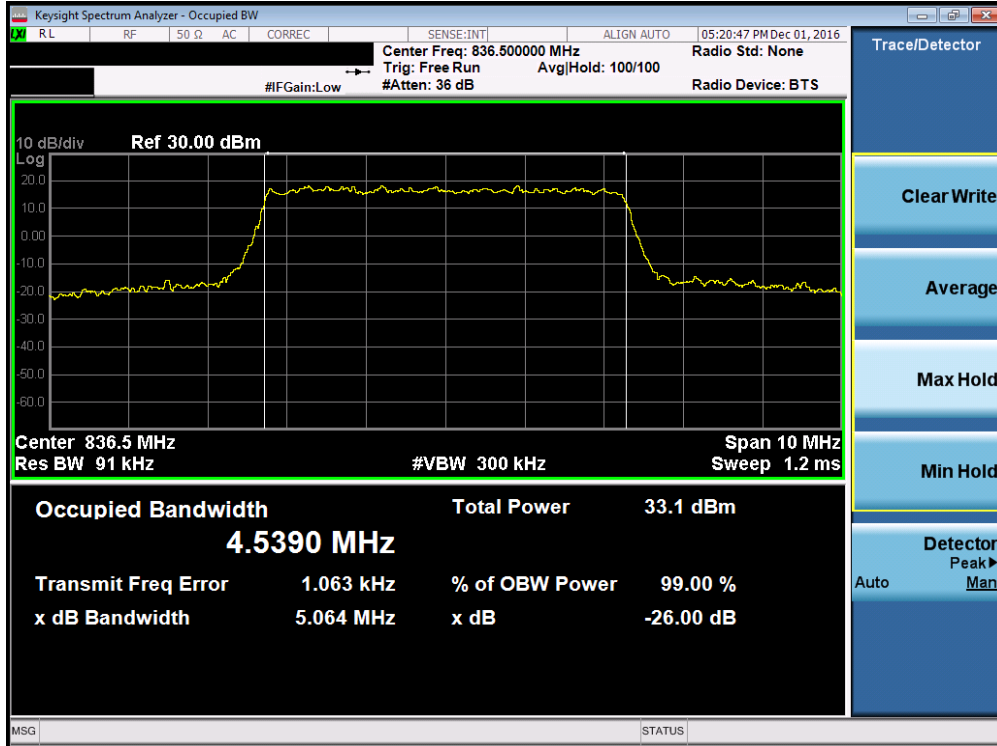 Keysight Spectrum Analyzer - Occupied BW
LXI RL RF 50 Ω AC CORREC SENSE:INT ALIGN AUTO 05:20:47 PM Dec 01, 2016
Center Freq: 836.500000 MHz Radio Std: None
Trig: Free Run Avg|Hold: 100/100
#IFGain:Low #Atten: 36 dB Radio Device: BTS
Trace/Detector
10 dB/div Ref 30.00 dBm
Log
20.0
10.0
0.00
-10.0
-20.0
-30.0
-40.0
-50.0
-60.0
Center 836.5 MHz Span 10 MHz
Res BW 91 kHz #VBW 300 kHz Sweep 1.2 ms
Occupied Bandwidth Total Power 33.1 dBm
4.5390 MHz
Transmit Freq Error 1.063 kHz % of OBW Power 99.00 %
x dB Bandwidth 5.064 MHz x dB -26.00 dB
Clear Write
Average
Max Hold
Min Hold
Detector
Peak▶
Auto Man
MSG STATUS